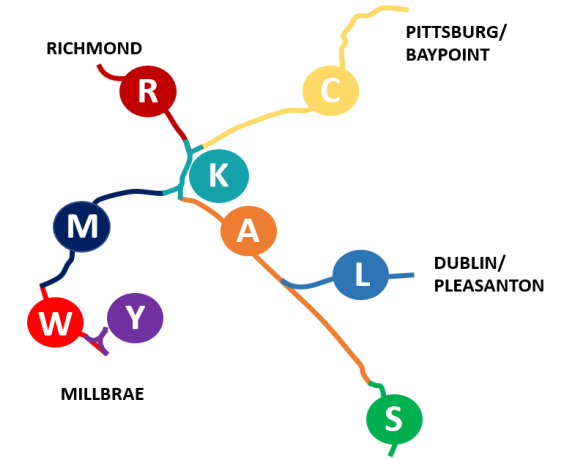 PITTSBURG/
BAYPOINT
RICHMOND
R
C
K
M
A
L
DUBLIN/
PLEASANTON
W
Y
MILLBRAE
S